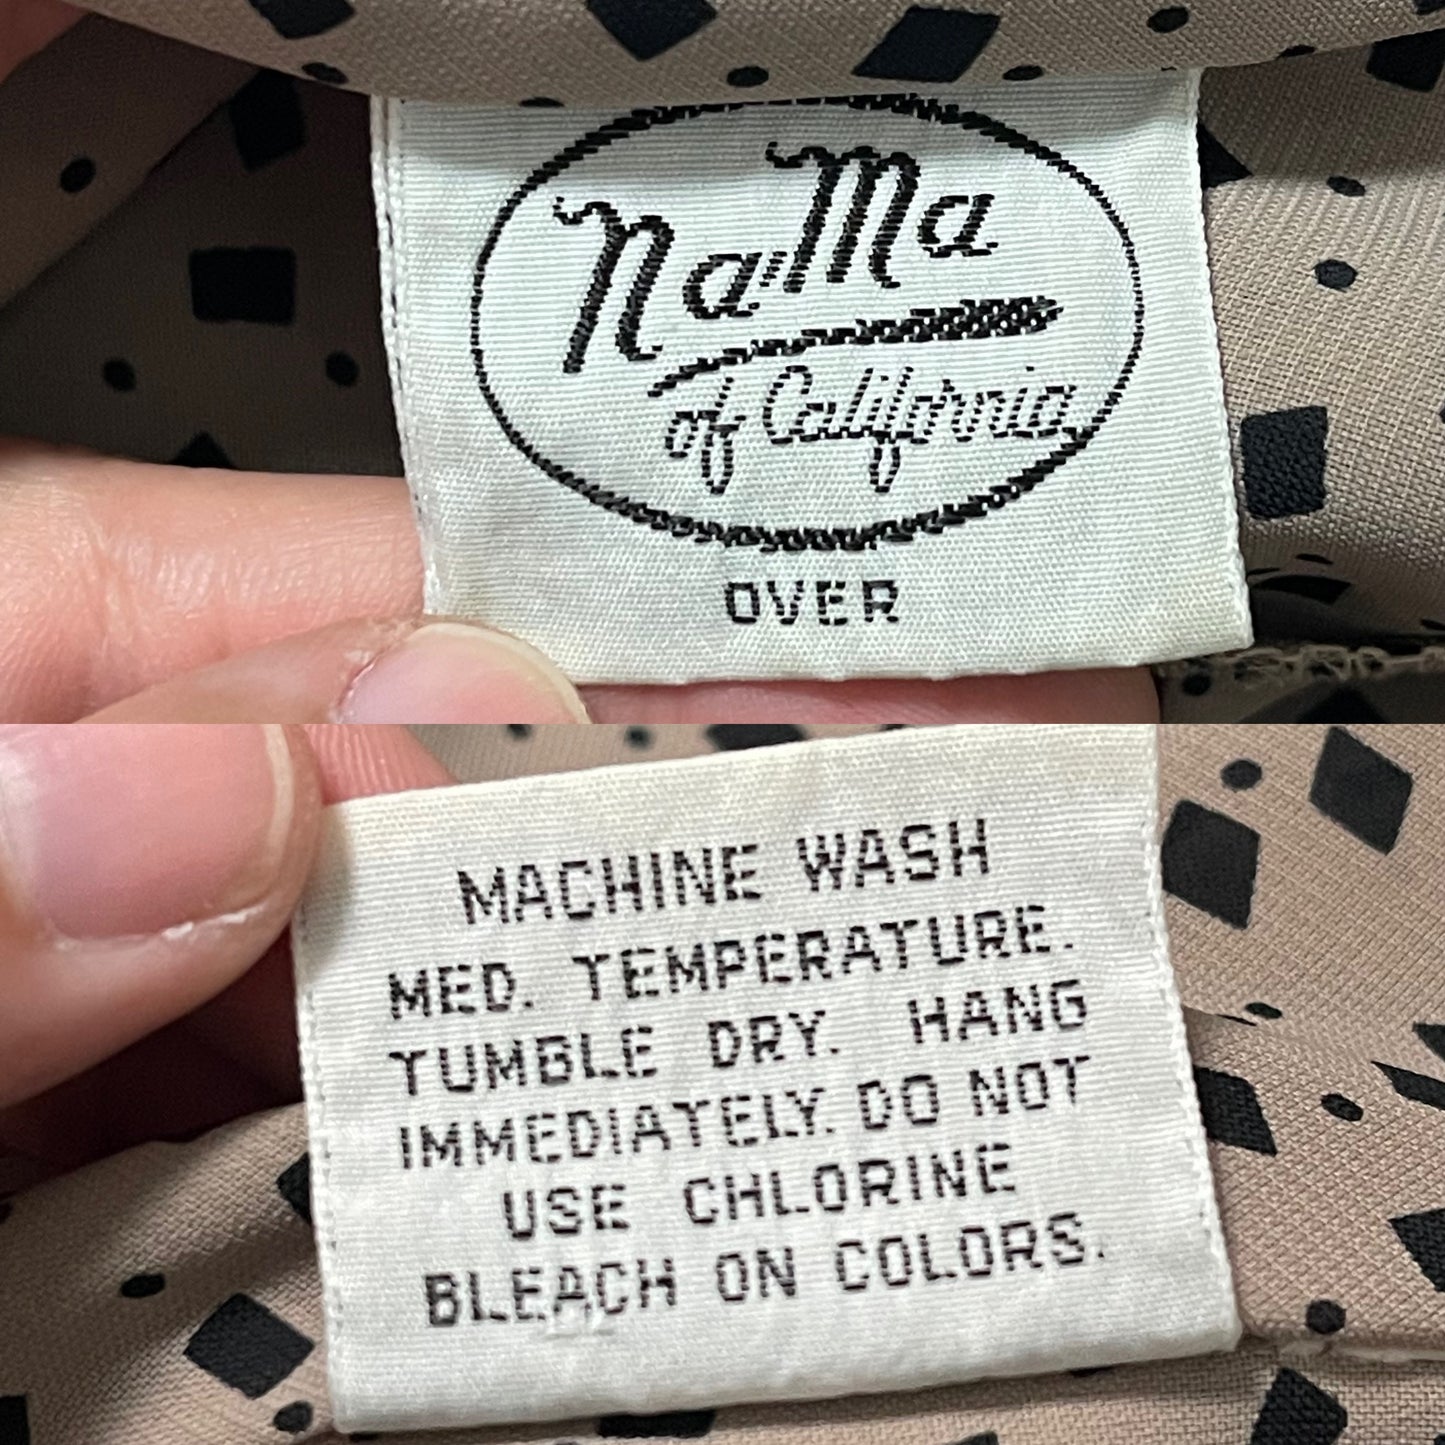 Na'Ma
of California
OVER
MACHINE WASH
MED. TEMPERATURE.
TUMBLE DRY. HANG
IMMEDIATELY. DO NOT
USE CHLORINE
BLEACH ON COLORS.